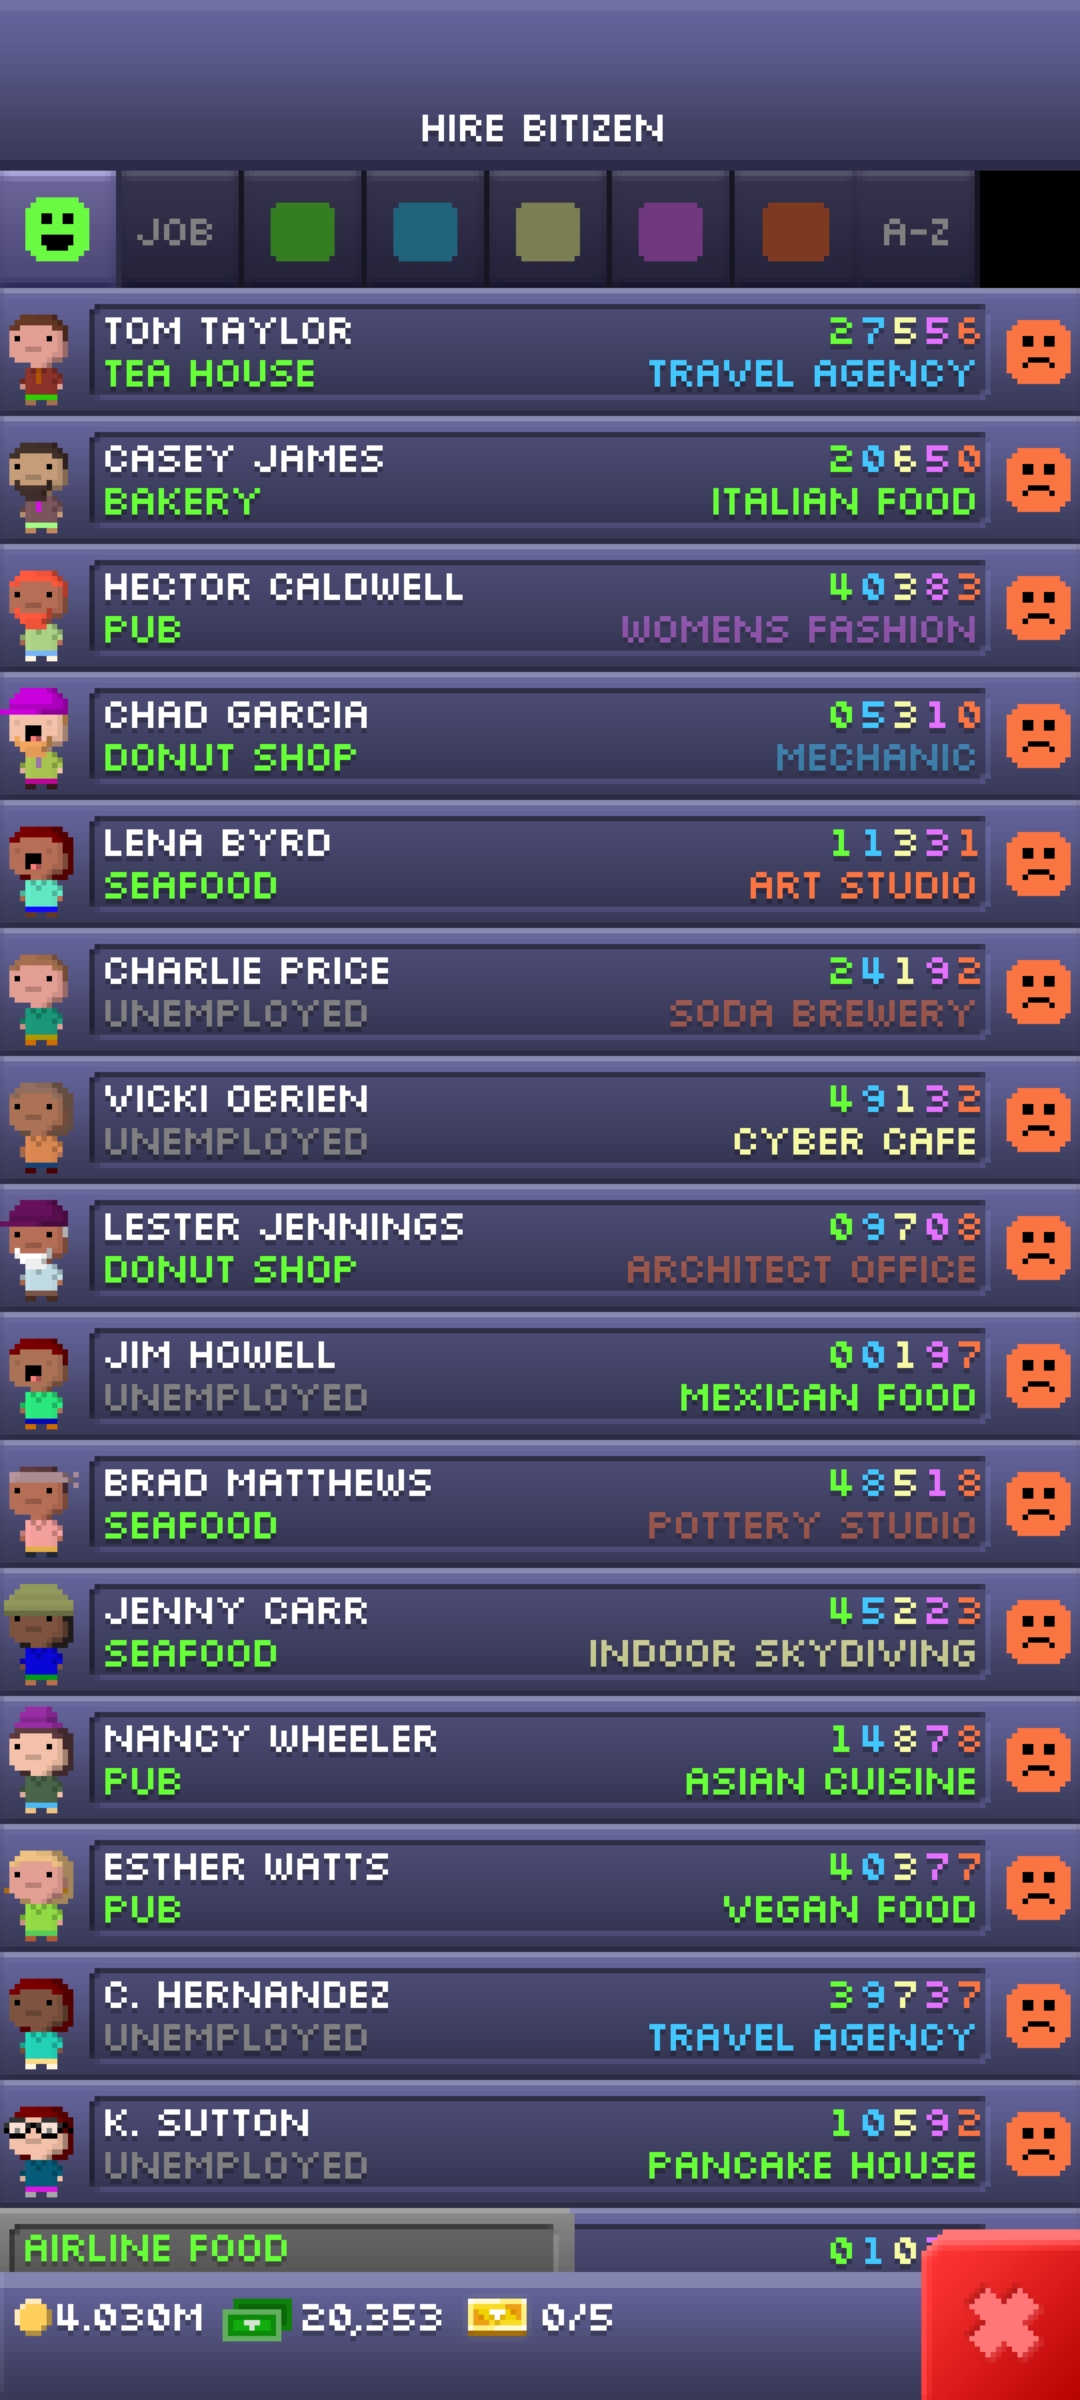 HIRE BITIZEN
JOB A-Z
TOM TAYLOR 27556
TEA HOUSE TRAVEL AGENCY
CASEY JAMES 20650
BAKERY ITALIAN FOOD
HECTOR CALDWELL 40383
PUB WOMENS FASHION
CHAD GARCIA 05310
DONUT SHOP MECHANIC
LENA BYRD 11331
SEAFOOD ART STUDIO
CHARLIE PRICE 24192
UNEMPLOYED SODA BREWERY
VICKI OBRIEN 49132
UNEMPLOYED CYBER CAFE
LESTER JENNINGS 09708
DONUT SHOP ARCHITECT OFFICE
JIM HOWELL 00197
UNEMPLOYED MEXICAN FOOD
BRAD MATTHEWS 48518
SEAFOOD POTTERY STUDIO
JENNY CARR 45223
SEAFOOD INDOOR SKYDIVING
NANCY WHEELER 14878
PUB ASIAN CUISINE
ESTHER WATTS 40377
PUB VEGAN FOOD
C. HERNANDEZ 39737
UNEMPLOYED TRAVEL AGENCY
K. SUTTON 10592
UNEMPLOYED PANCAKE HOUSE
AIRLINE FOOD 010
4.030M 20,353 0/5